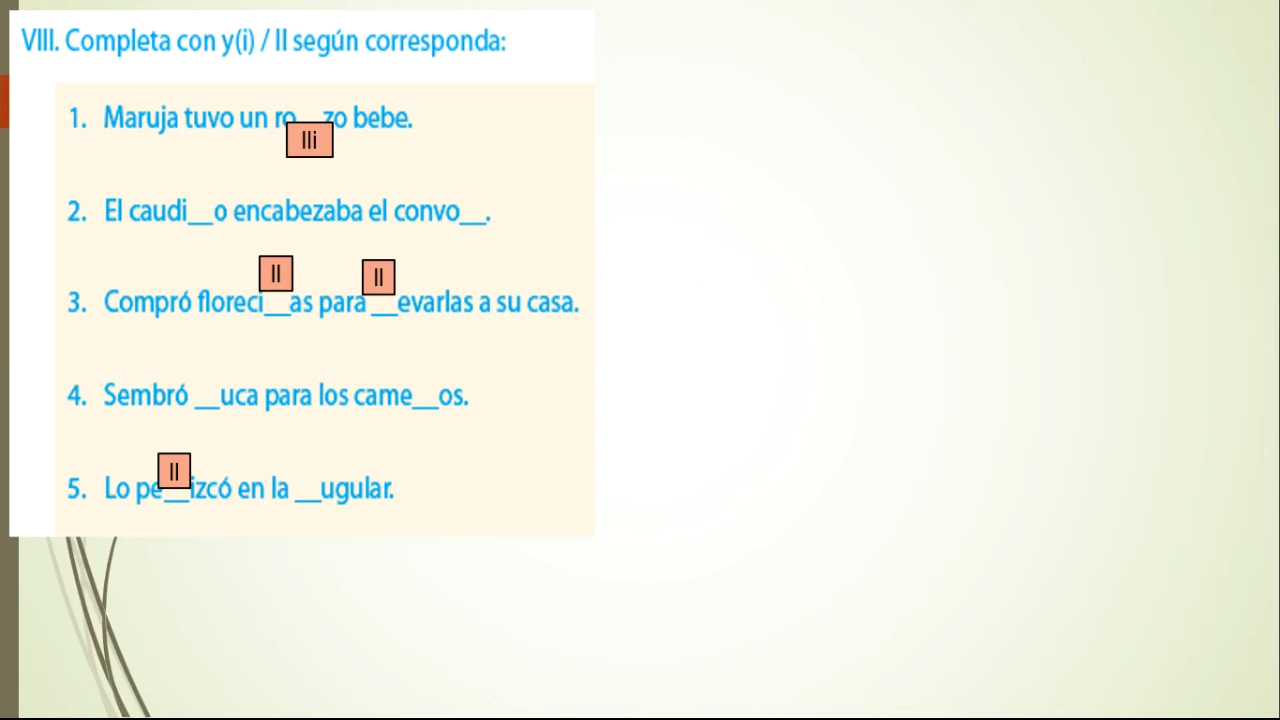 VIII. Completa con y(i) / ll según corresponda:
1. Maruja tuvo un ro__zo bebe.
lli
2. El caudi__o encabezaba el convo__.
ll
ll
3. Compró floreci__as para __evarlas a su casa.
4. Sembró __uca para los came__os.
ll
5. Lo pe__izcó en la __ugular.